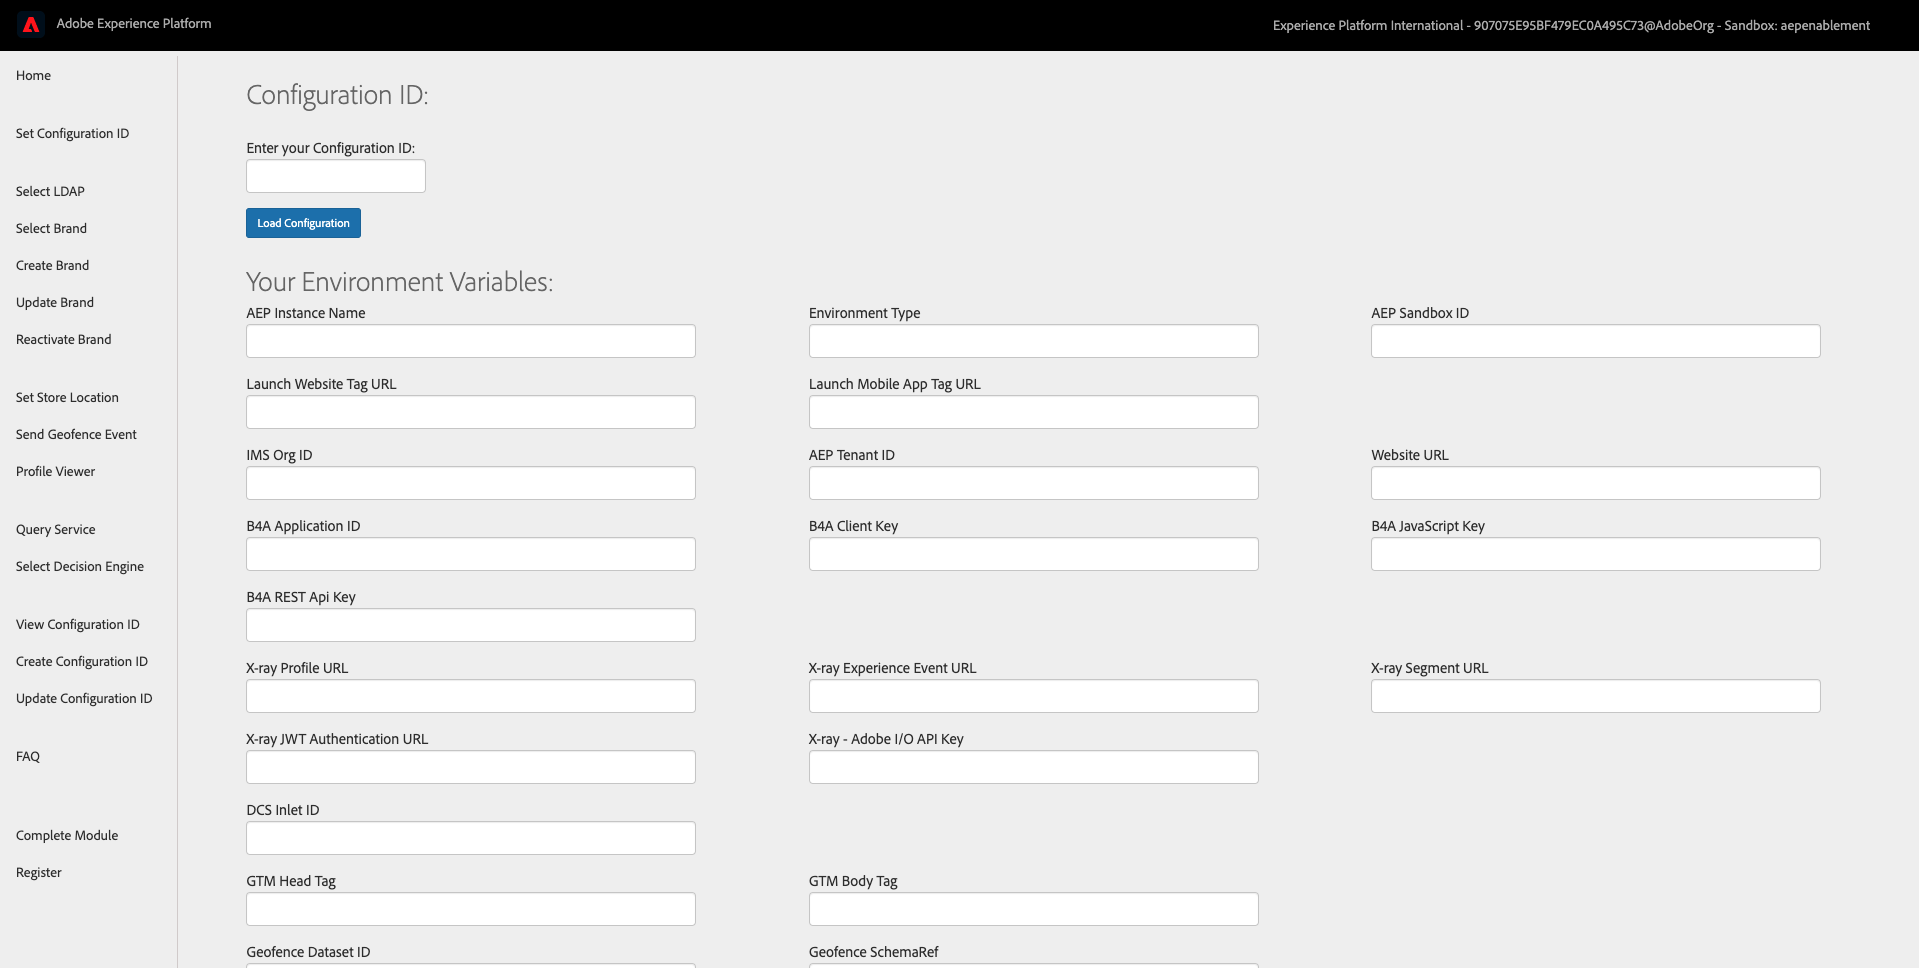 Adobe Experience Platform
Experience Platform International - 907075E95BF479EC0A495C73@AdobeOrg - Sandbox: aepenablement
Home
Set Configuration ID
Select LDAP
Select Brand
Create Brand
Update Brand
Reactivate Brand
Set Store Location
Send Geofence Event
Profile Viewer
Query Service
Select Decision Engine
View Configuration ID
Create Configuration ID
Update Configuration ID
FAQ
Complete Module
Register
Configuration ID:
Enter your Configuration ID:
Load Configuration
Your Environment Variables:
AEP Instance Name
Environment Type
AEP Sandbox ID
Launch Website Tag URL
Launch Mobile App Tag URL
IMS Org ID
AEP Tenant ID
Website URL
B4A Application ID
B4A Client Key
B4A JavaScript Key
B4A REST Api Key
X-ray Profile URL
X-ray Experience Event URL
X-ray Segment URL
X-ray JWT Authentication URL
X-ray - Adobe I/O API Key
DCS Inlet ID
GTM Head Tag
GTM Body Tag
Geofence Dataset ID
Geofence SchemaRef